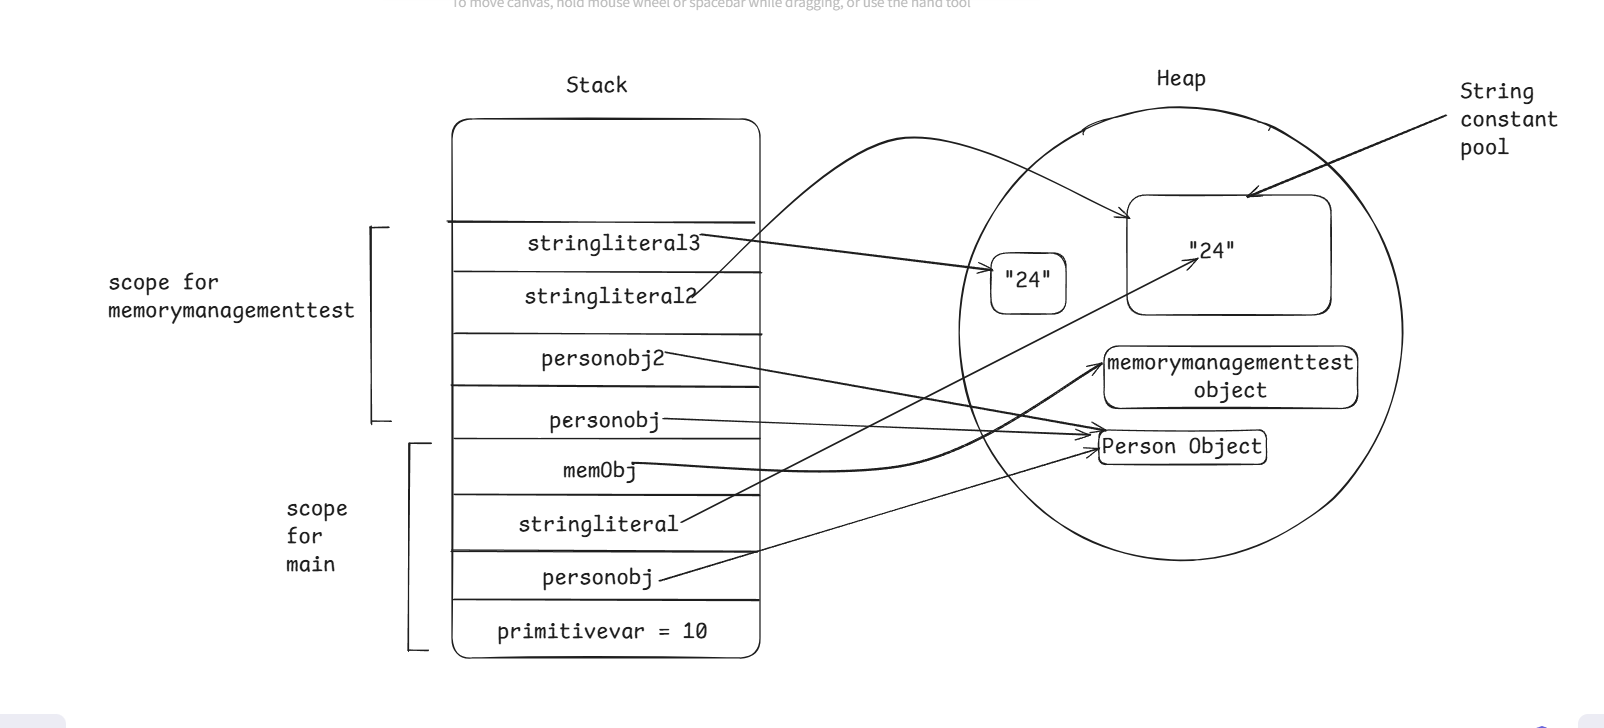 To move canvas, hold mouse wheel or spacebar while dragging, or use the hand tool
Stack
Heap
String
constant
pool
stringliteral3
"24"
"24"
scope for
memorymanagementtest
stringliteral2
personobj2
memorymanagementtest
object
personobj
Person Object
memObj
scope
for
main
stringliteral
personobj
primitivevar = 10